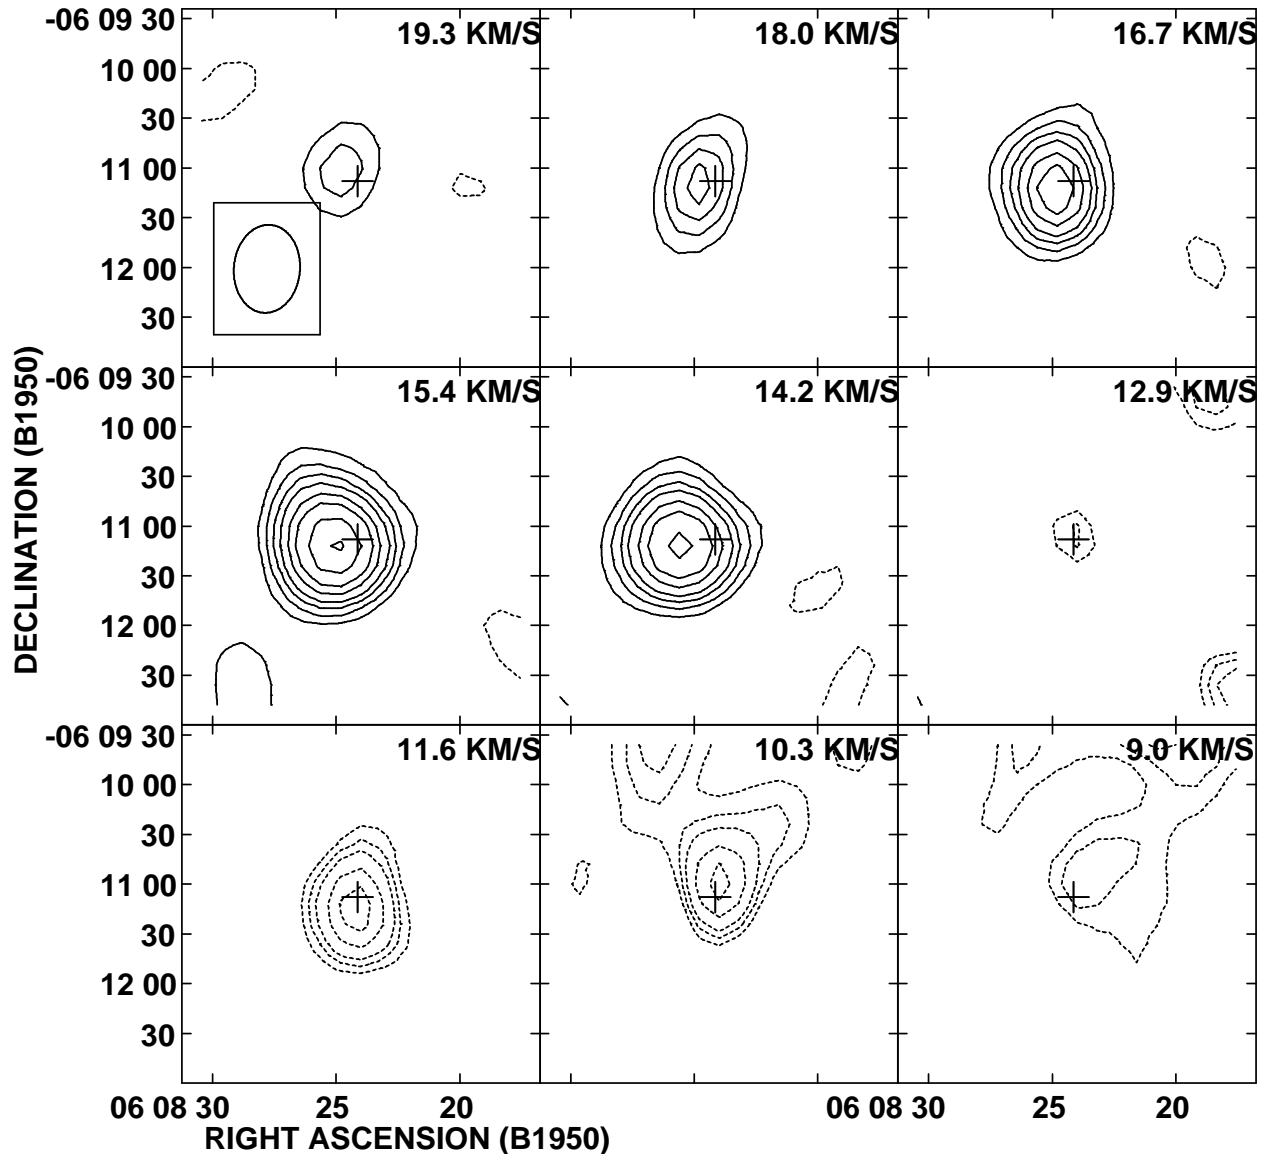 -06 09 30
19.3 KM/S
18.0 KM/S
16.7 KM/S
10 00
30
11 00
30
12 00
30
-06 09 30
15.4 KM/S
14.2 KM/S
12.9 KM/S
10 00
30
11 00
30
12 00
30
-06 09 30
11.6 KM/S
10.3 KM/S
9.0 KM/S
10 00
30
11 00
30
12 00
30
DECLINATION (B1950)
06 08 30
25
20
06 08 30
25
20
RIGHT ASCENSION (B1950)